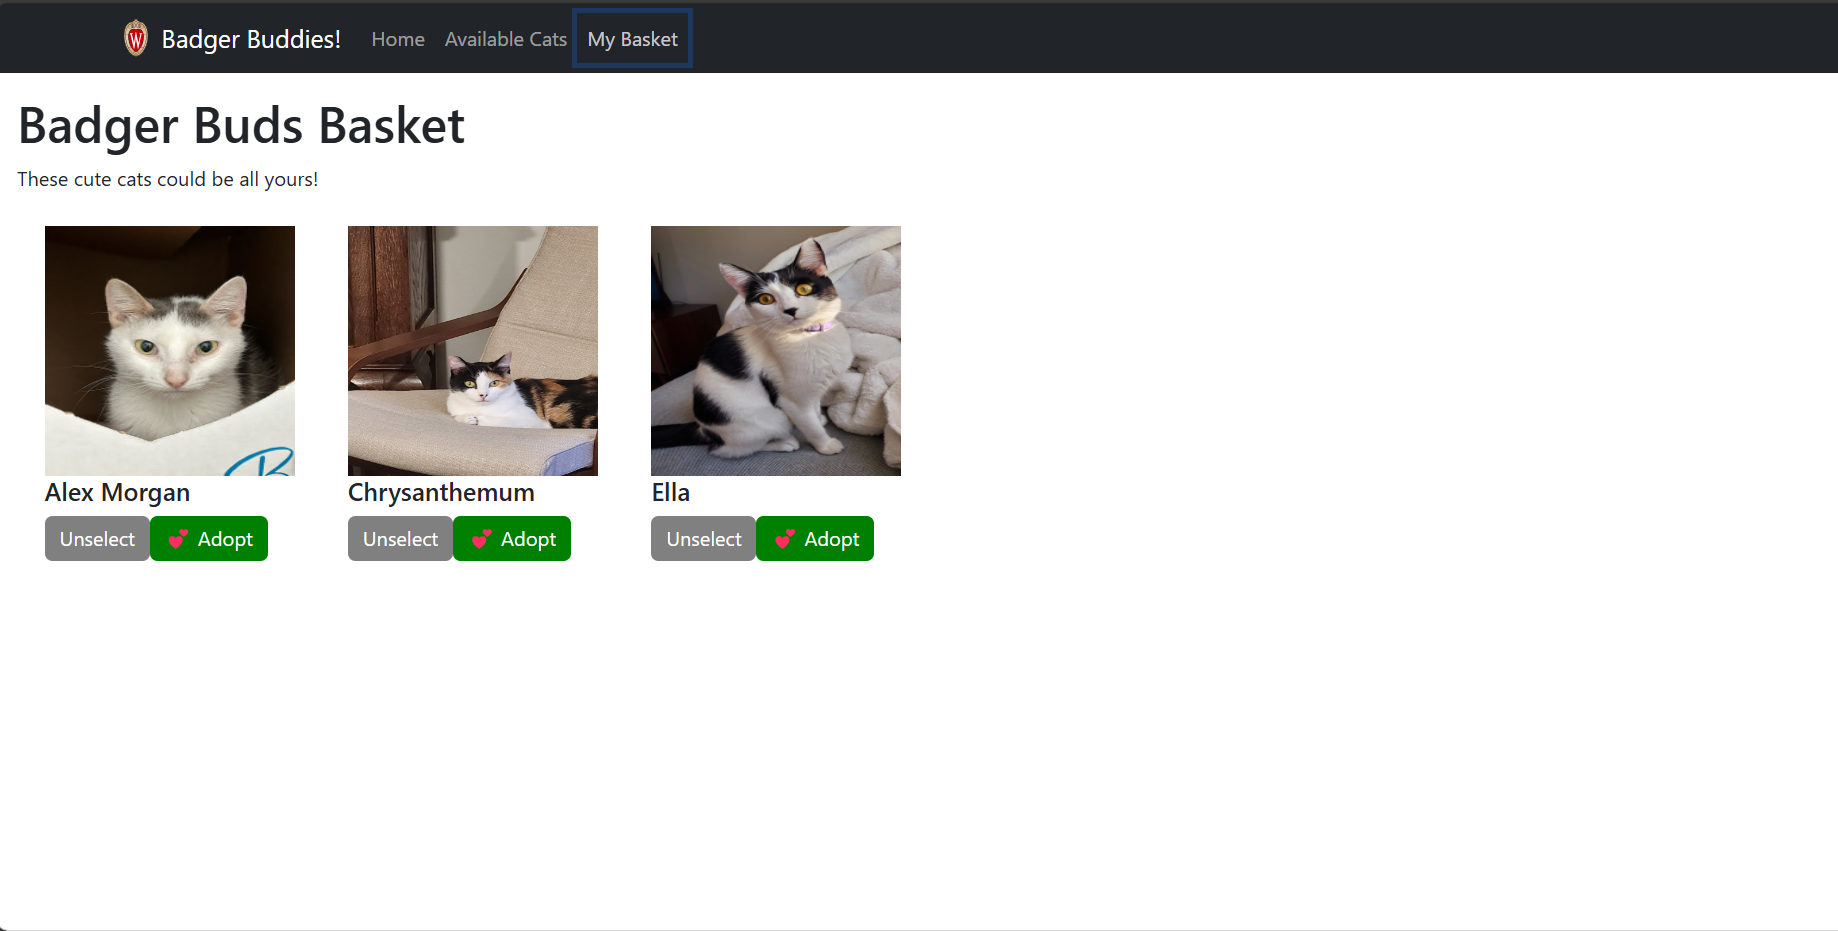 W Badger Buddies! Home Available Cats My Basket
Badger Buds Basket
These cute cats could be all yours!
B
Alex Morgan Chrysanthemum Ella
Unselect 💕 Adopt Unselect 💕 Adopt Unselect 💕 Adopt